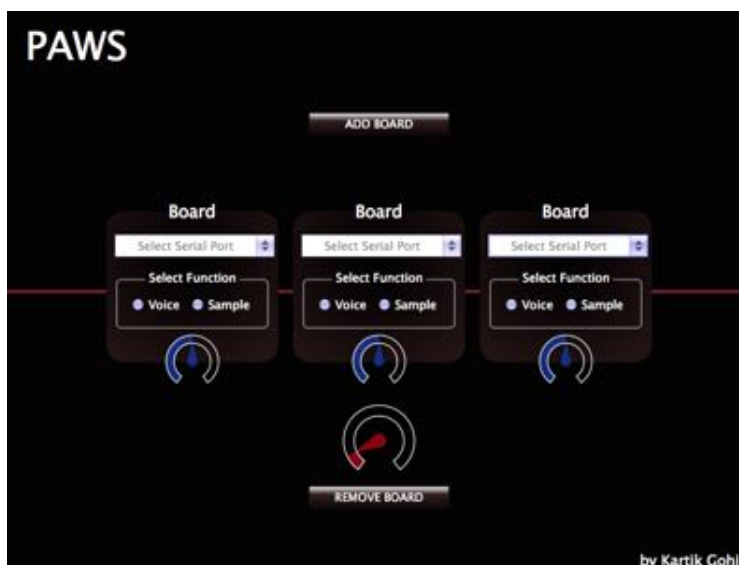 PAWS
ADD BOARD
Board Board Board
Select Serial Port Select Serial Port Select Serial Port
Select Function Select Function Select Function
Voice Sample Voice Sample Voice Sample
REMOVE BOARD
by Kartik Gohi